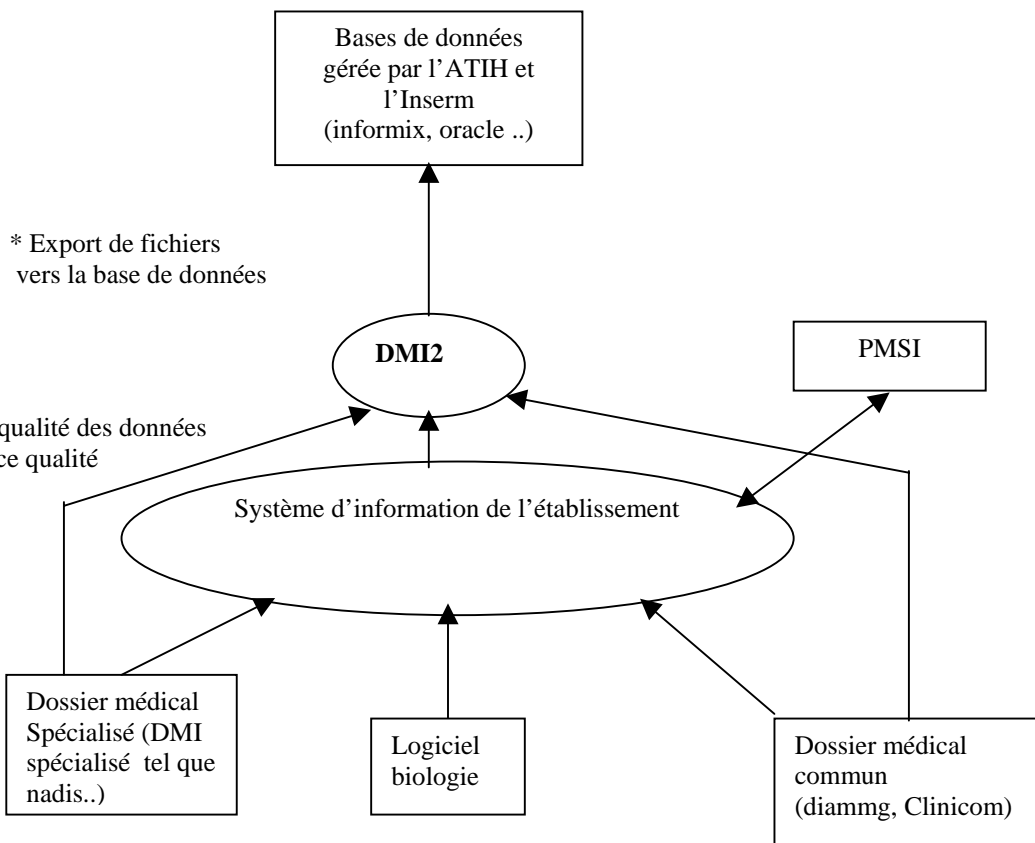 Bases de données
gérée par l’ATIH et
l’Inserm
(informix, oracle ..)
* Export de fichiers
vers la base de données
DMI2
PMSI
qualité des données
ce qualité
Système d’information de l’établissement
Dossier médical
Spécialisé (DMI
spécialisé tel que
nadis..)
Logiciel
biologie
Dossier médical
commun
(diammg, Clinicom)